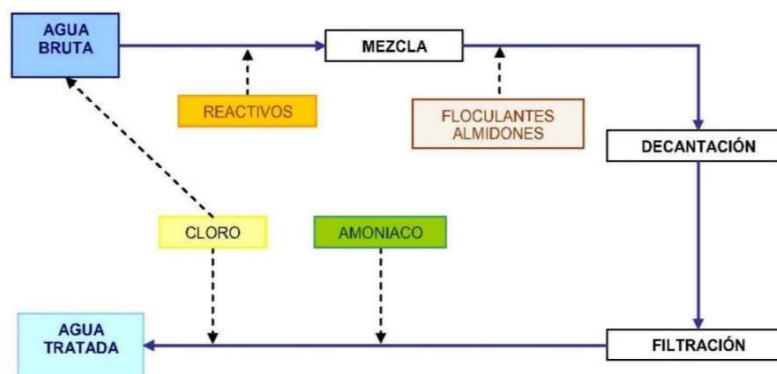 AGUA
BRUTA
MEZCLA
REACTIVOS
FLOCULANTES
ALMIDONES
DECANTACIÓN
CLORO
AMONIACO
AGUA
TRATADA
FILTRACIÓN